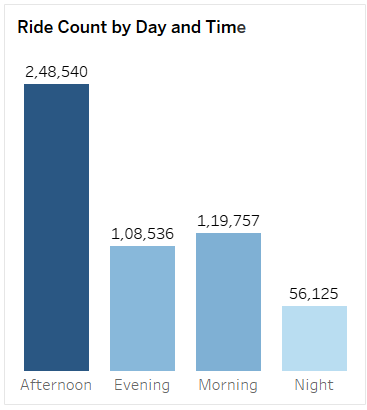 Ride Count by Day and Time
2,48,540
1,08,536
1,19,757
56,125
Afternoon Evening Morning Night